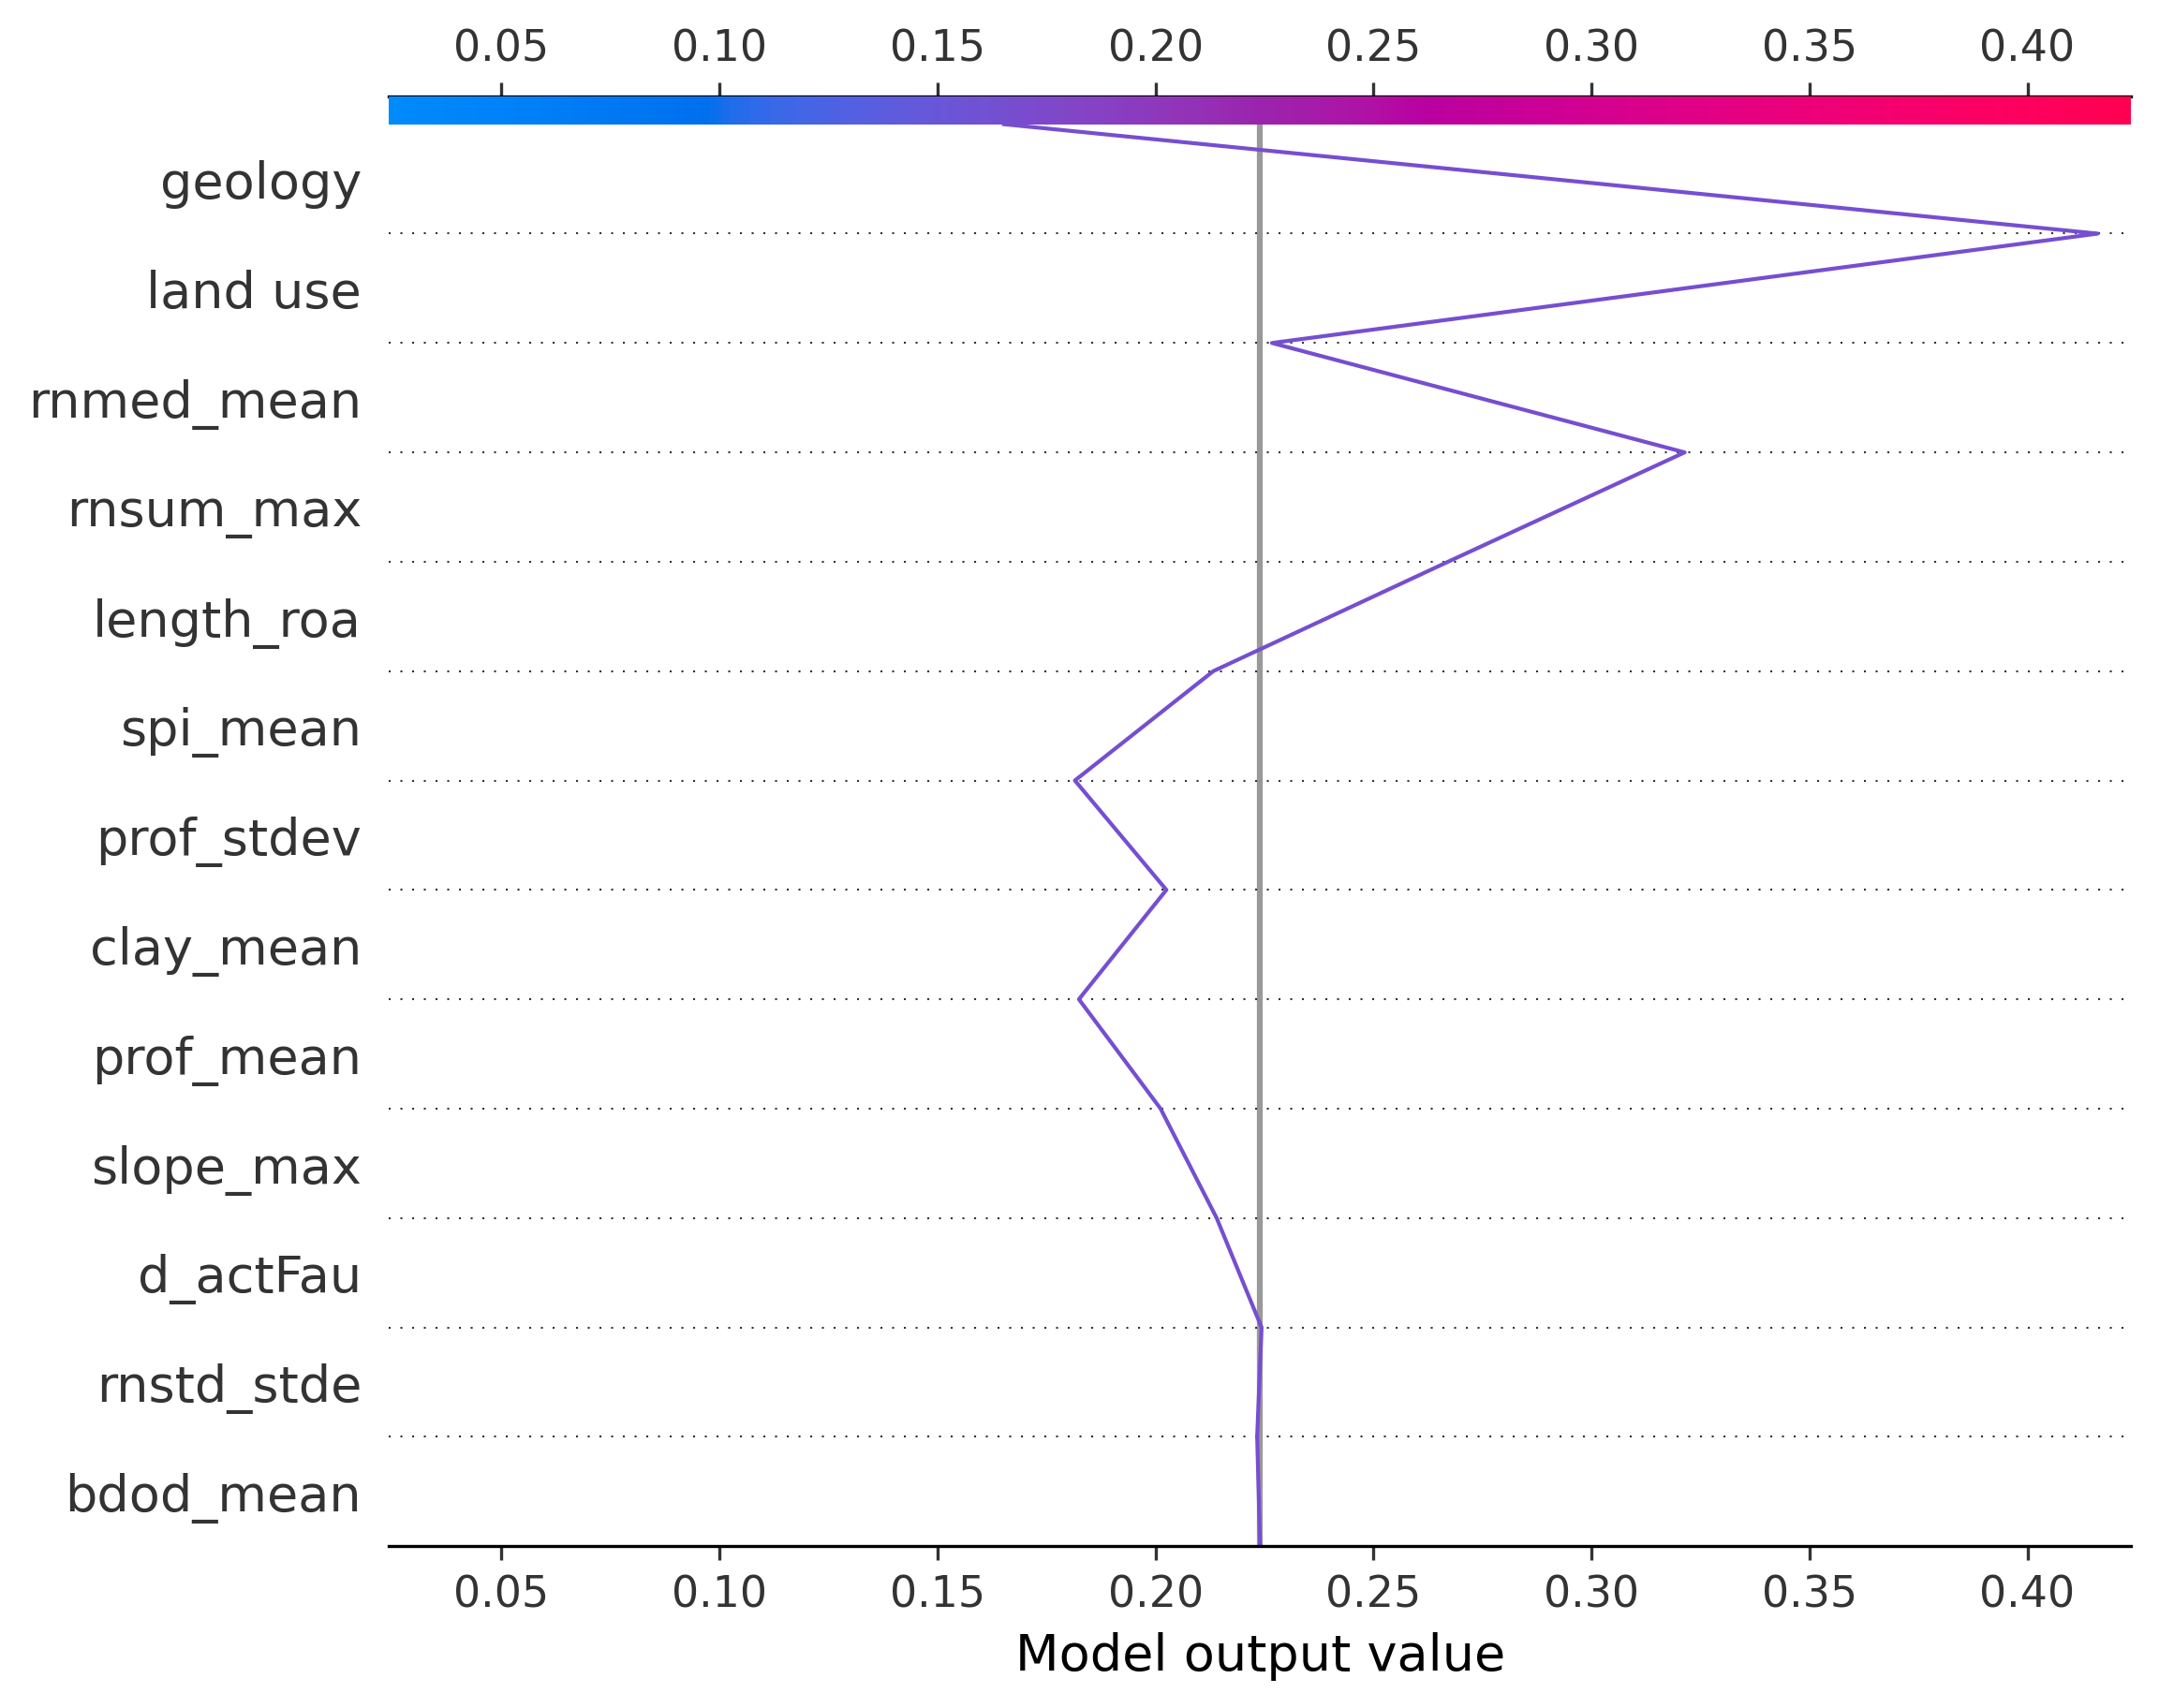 0.05 0.10 0.15 0.20 0.25 0.30 0.35 0.40
geology
land use
rnmed_mean
rnsum_max
length_roa
spi_mean
prof_stdev
clay_mean
prof_mean
slope_max
d_actFau
rnstd_stde
bdod_mean
0.05 0.10 0.15 0.20 0.25 0.30 0.35 0.40
Model output value